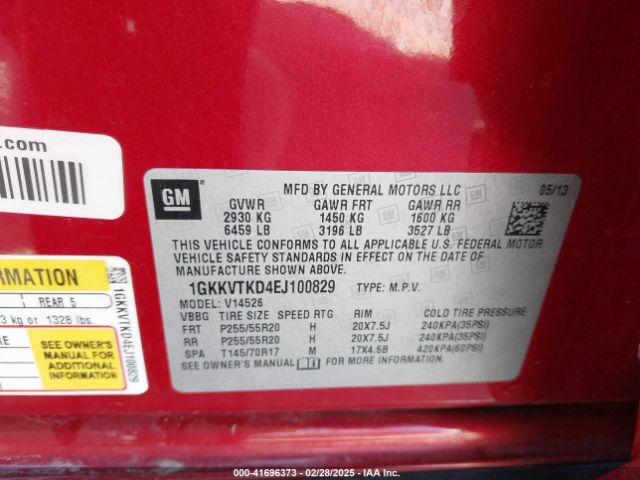 .com
GM
MFD BY GENERAL MOTORS LLC 05/13
GVWR GAWR FRT GAWR RR
2930 KG 1450 KG 1600 KG
6459 LB 3196 LB 3527 LB
THIS VEHICLE CONFORMS TO ALL APPLICABLE U.S. FEDERAL MOTOR
VEHICLE SAFETY STANDARDS IN EFFECT ON THE DATE OF
MANUFACTURE SHOWN ABOVE.
1GKKVTKD4EJ100829 TYPE: M.P.V.
MODEL: V14526
VBBG TIRE SIZE SPEED RTG RIM COLD TIRE PRESSURE
FRT P255/55R20 H 20X7.5J 240KPA(35PSI)
RR P255/55R20 H 20X7.5J 240KPA(35PSI)
SPA T145/70R17 M 17X4.5B 420KPA(60PSI)
SEE OWNER'S MANUAL FOR ADDITIONAL INFORMATION.
ORMATION
1 REAR 5
3 kg or 1328 lbs.
RE
SEE OWNER'S
MANUAL FOR
ADDITIONAL
INFORMATION
1GKKVTKD4EJ100829
000-41696373 - 02/28/2025 - IAA Inc.